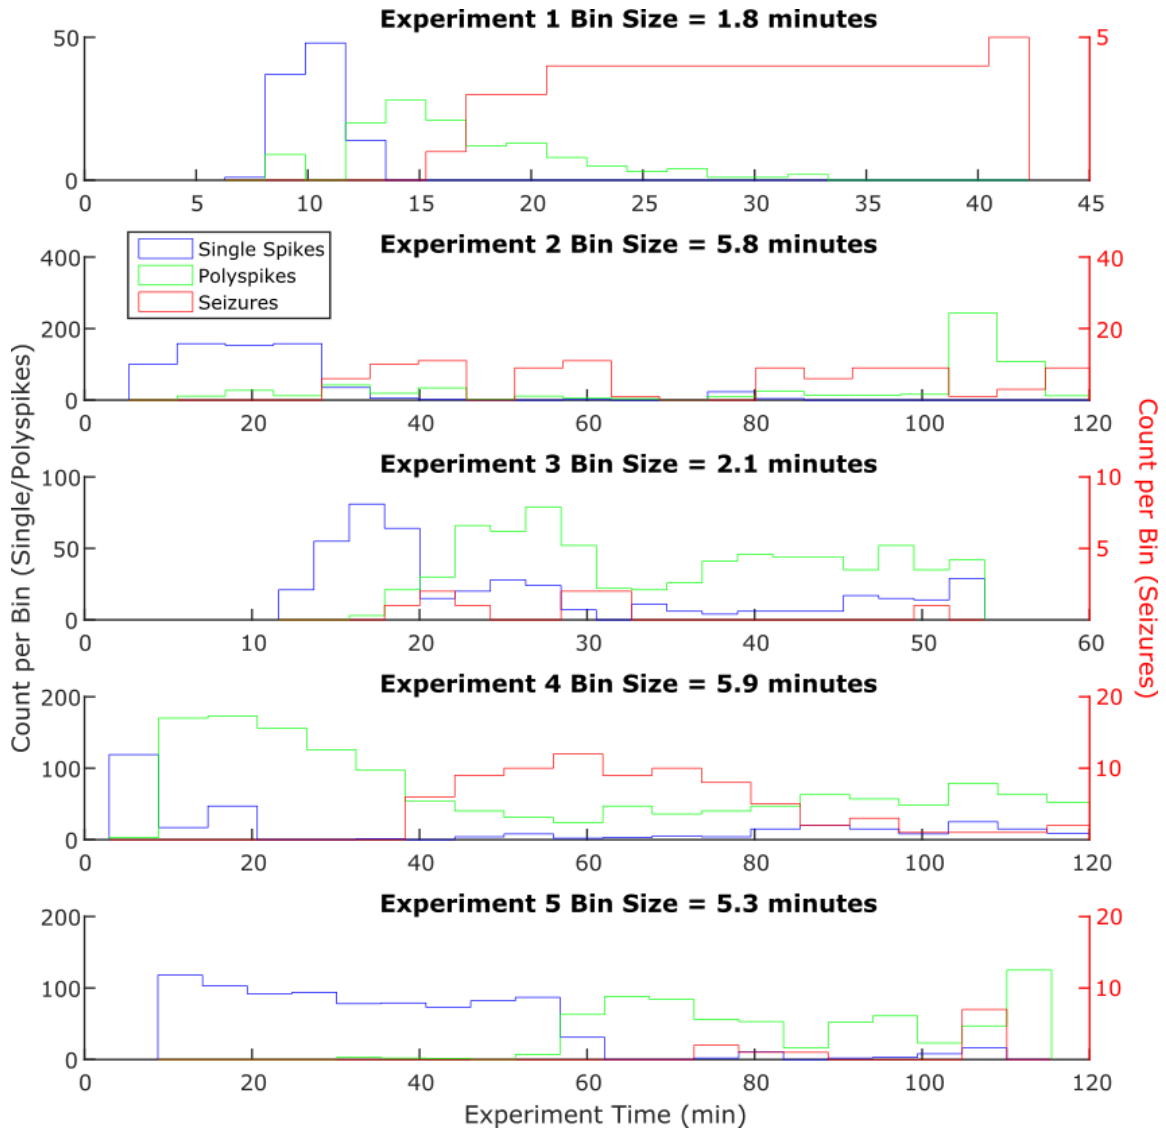 Experiment 1 Bin Size = 1.8 minutes
50
0
5
0 5 10 15 20 25 30 35 40 45
Experiment 2 Bin Size = 5.8 minutes
Single Spikes
Polyspikes
Seizures
400
200
0
40
20
0 20 40 60 80 100 120
Experiment 3 Bin Size = 2.1 minutes
100
50
0
10
5
0 10 20 30 40 50 60
Experiment 4 Bin Size = 5.9 minutes
200
100
0
20
10
0 20 40 60 80 100 120
Experiment 5 Bin Size = 5.3 minutes
200
100
0
20
10
0
0 20 40 60 80 100 120
Experiment Time (min)
Count per Bin (Single/Polyspikes)
Count per Bin (Seizures)